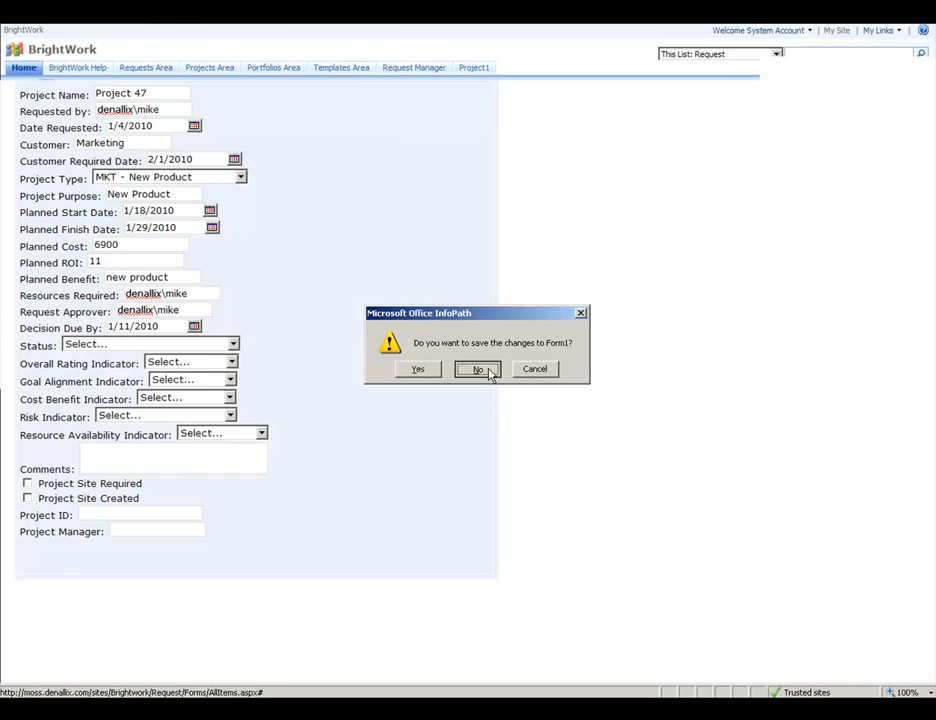 BrightWork
Welcome System Account My Site My Links
BrightWork
This List: Request
Home BrightWork Help Requests Area Projects Area Portfolios Area Templates Area Request Manager Project1
Project Name: Project 47
Requested by: denallix\mike
Date Requested: 1/4/2010
Customer: Marketing
Customer Required Date: 2/1/2010
Project Type: MKT - New Product
Project Purpose: New Product
Planned Start Date: 1/18/2010
Planned Finish Date: 1/29/2010
Planned Cost: 6900
Planned ROI: 11
Planned Benefit: new product
Resources Required: denallix\mike
Request Approver: denallix\mike
Decision Due By: 1/11/2010
Status: Select...
Overall Rating Indicator: Select...
Goal Alignment Indicator: Select...
Cost Benefit Indicator: Select...
Risk Indicator: Select...
Resource Availability Indicator: Select...
Comments:
Project Site Required
Project Site Created
Project ID:
Project Manager:
Microsoft Office InfoPath
Do you want to save the changes to Form1?
Yes No Cancel
http://moss.denallix.com/sites/Brightwork/Request/Forms/AllItems.aspx# Trusted sites 100%